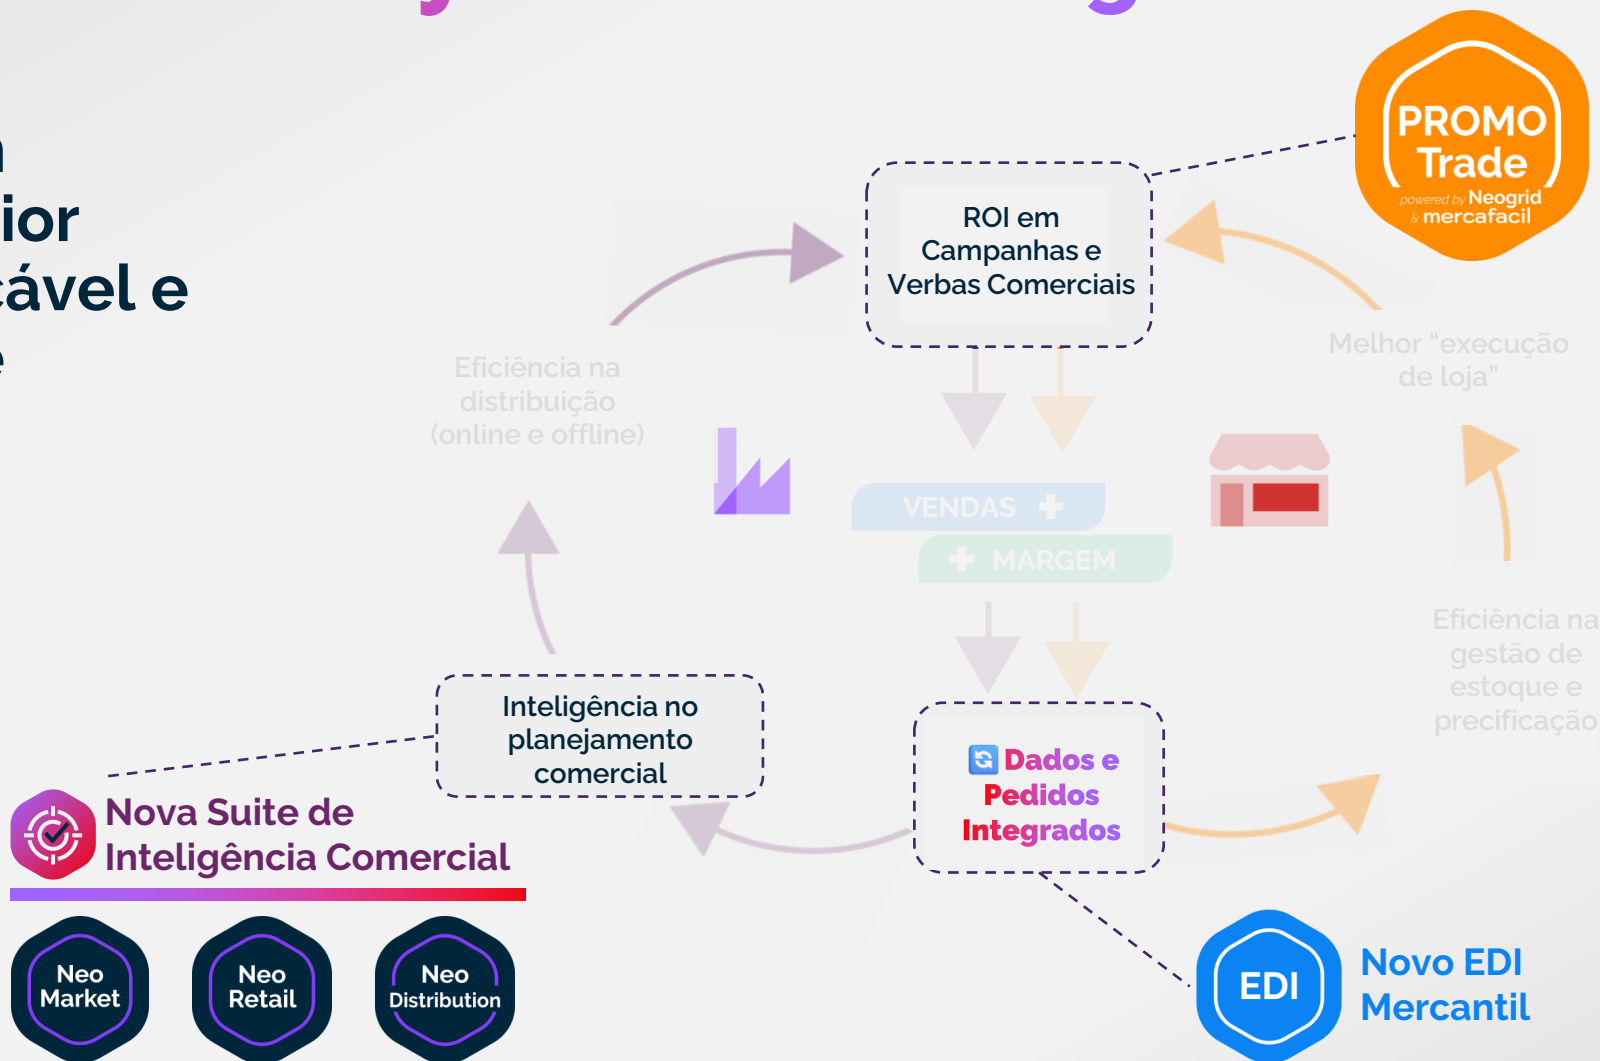 ior
cável e
PROMO
Trade
powered by Neogrid
& mercafacil
ROI em
Campanhas e
Verbas Comerciais
Eficiência na
distribuição
(online e offline)
Melhor “execução
de loja”
VENDAS
MARGEM
Eficiência na
gestão de
estoque e
precificação
Inteligência no
planejamento
comercial
Dados e
Pedidos
Integrados
Nova Suite de
Inteligência Comercial
Neo
Market
Neo
Retail
Neo
Distribution
EDI
Novo EDI
Mercantil